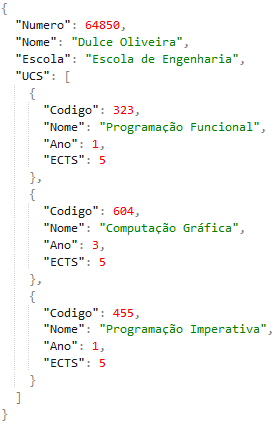 {
"Numero": 64850,
"Nome": "Dulce Oliveira",
"Escola": "Escola de Engenharia",
"UCS": [
{
"Codigo": 323,
"Nome": "Programação Funcional",
"Ano": 1,
"ECTS": 5
},
{
"Codigo": 604,
"Nome": "Computação Gráfica",
"Ano": 3,
"ECTS": 5
},
{
"Codigo": 455,
"Nome": "Programação Imperativa",
"Ano": 1,
"ECTS": 5
}
]
}